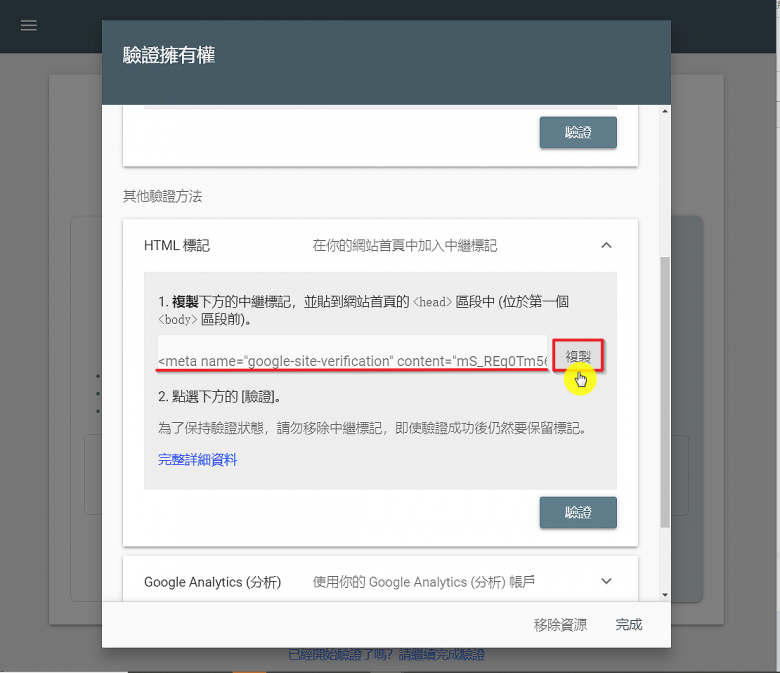 驗證擁有權
驗證
其他驗證方法
HTML 標記
在你的網站首頁中加入中繼標記
1. 複製下方的中繼標記，並貼到網站首頁的 <head> 區段中 (位於第一個
<body> 區段前)。
<meta name="google-site-verification" content="mS_REq0Tm56
複製
2. 點選下方的 [驗證]。
為了保持驗證狀態，請勿移除中繼標記，即使驗證成功後仍然要保留標記。
完整詳細資料
驗證
Google Analytics (分析)
使用你的 Google Analytics (分析) 帳戶
移除資源
完成
已經開始驗證了嗎？請繼續完成驗證